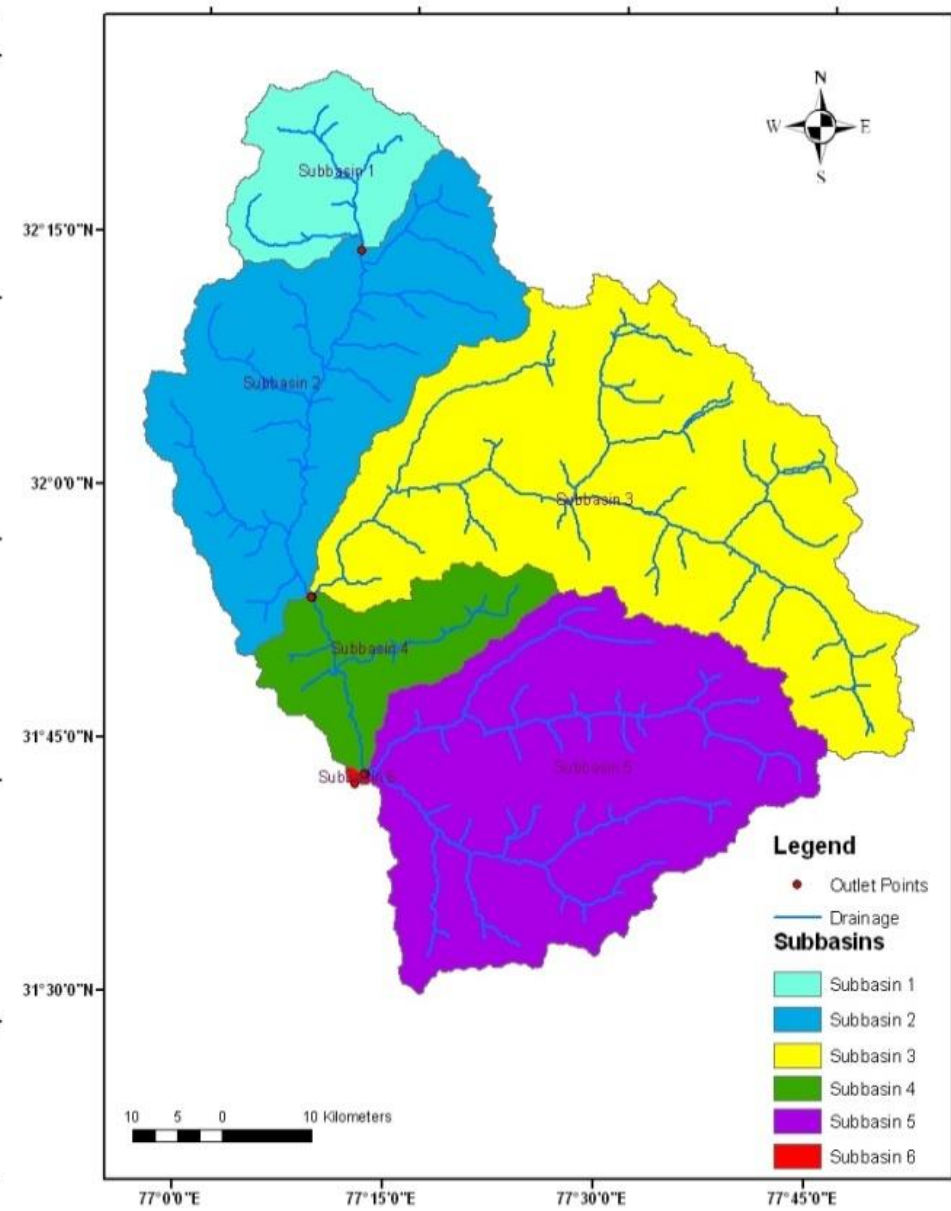 N
W E
S
Subbasin 1
32°15'0"N
Subbasin 2
32°0'0"N
Subbasin 3
Subbasin 4
31°45'0"N
Subbasin 5
Subbasin 6
Legend
Outlet Points
Drainage
Subbasins
31°30'0"N
Subbasin 1
Subbasin 2
Subbasin 3
Subbasin 4
Subbasin 5
Subbasin 6
10 5 0 10 Kilometers
77°0'0"E 77°15'0"E 77°30'0"E 77°45'0"E